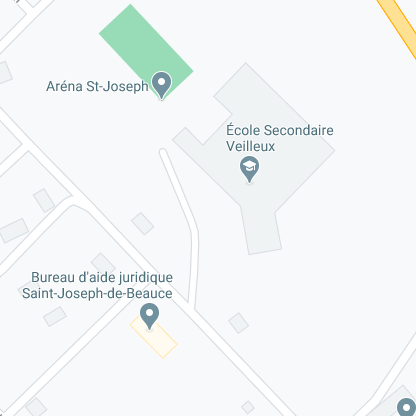 Aréna St-Joseph
École Secondaire
Veilleux
Bureau d'aide juridique
Saint-Joseph-de-Beauce